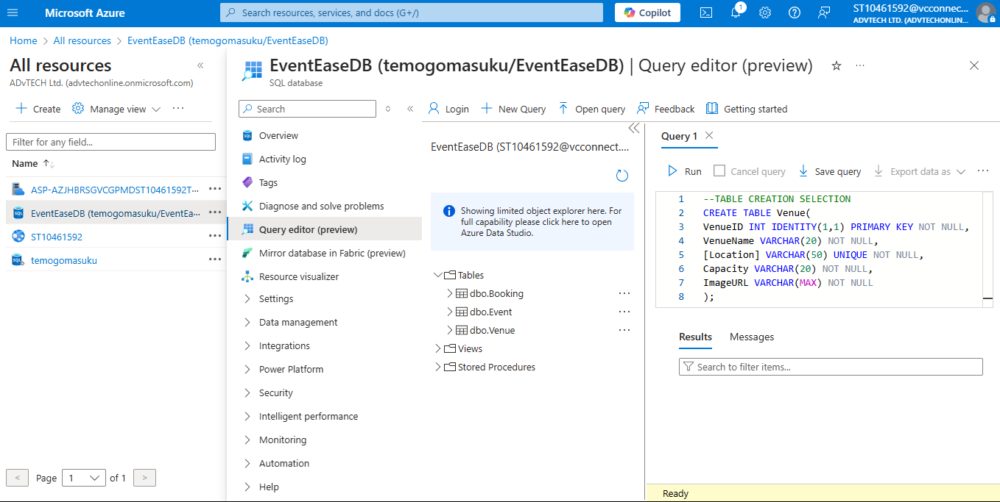 Microsoft Azure
Search resources, services, and docs (G+/)
Copilot
1
ST10461592@vcconnec...
ADVTECH LTD. (ADVTECHONLIN...
Home > All resources > EventEaseDB (temogomasuku/EventEaseDB)
All resources
ADvTECH Ltd. (advtechonline.onmicrosoft.com)
Create
Manage view
Filter for any field...
Name
ASP-AZJHBRSGVCGPMDST10461592T...
EventEaseDB (temogomasuku/EventEa...
ST10461592
temogomasuku
< Page 1 of 1 >
EventEaseDB (temogomasuku/EventEaseDB) | Query editor (preview)
SQL database
Search
Overview
Activity log
Tags
Diagnose and solve problems
Query editor (preview)
Mirror database in Fabric (preview)
Resource visualizer
Settings
Data management
Integrations
Power Platform
Security
Intelligent performance
Monitoring
Automation
Help
Login
New Query
Open query
Feedback
Getting started
EventEaseDB (ST10461592@vcconnect....
Showing limited object explorer here. For
full capability please click here to open
Azure Data Studio.
Tables
dbo.Booking
dbo.Event
dbo.Venue
Views
Stored Procedures
Query 1
Run
Cancel query
Save query
Export data as
1 --TABLE CREATION SELECTION
2 CREATE TABLE Venue(
3 VenueID INT IDENTITY(1,1) PRIMARY KEY NOT NULL,
4 VenueName VARCHAR(20) NOT NULL,
5 [Location] VARCHAR(50) UNIQUE NOT NULL,
6 Capacity VARCHAR(20) NOT NULL,
7 ImageURL VARCHAR(MAX) NOT NULL
8 );
Results
Messages
Search to filter items...
Ready